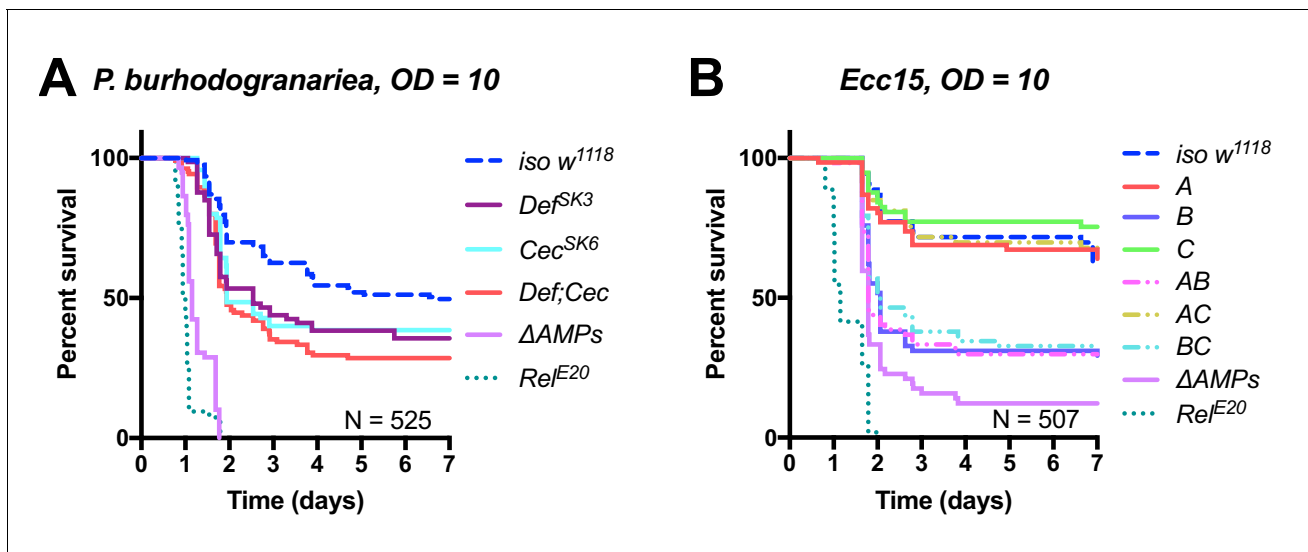 A P. burhodogranariea, OD = 10
Percent survival
100
50
0
0 1 2 3 4 5 6 7
Time (days)
N = 525
iso w1118
DefSK3
CecSK6
Def;Cec
ΔAMPs
RelE20
B Ecc15, OD = 10
Percent survival
100
50
0
0 1 2 3 4 5 6 7
Time (days)
N = 507
iso w1118
A
B
C
AB
AC
BC
ΔAMPs
RelE20